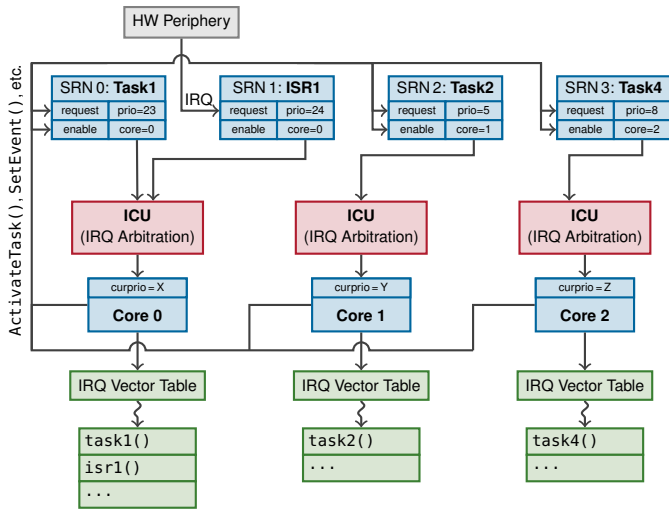 HW Periphery
ActivateTask(), SetEvent(), etc.
IRQ
SRN 0: Task1
request prio=23
enable core=0
SRN 1: ISR1
request prio=24
enable core=0
SRN 2: Task2
request prio=5
enable core=1
SRN 3: Task4
request prio=8
enable core=2
ICU
(IRQ Arbitration)
ICU
(IRQ Arbitration)
ICU
(IRQ Arbitration)
curprio = X
Core 0
curprio = Y
Core 1
curprio = Z
Core 2
IRQ Vector Table
IRQ Vector Table
IRQ Vector Table
task1()
isr1()
...
task2()
...
task4()
...